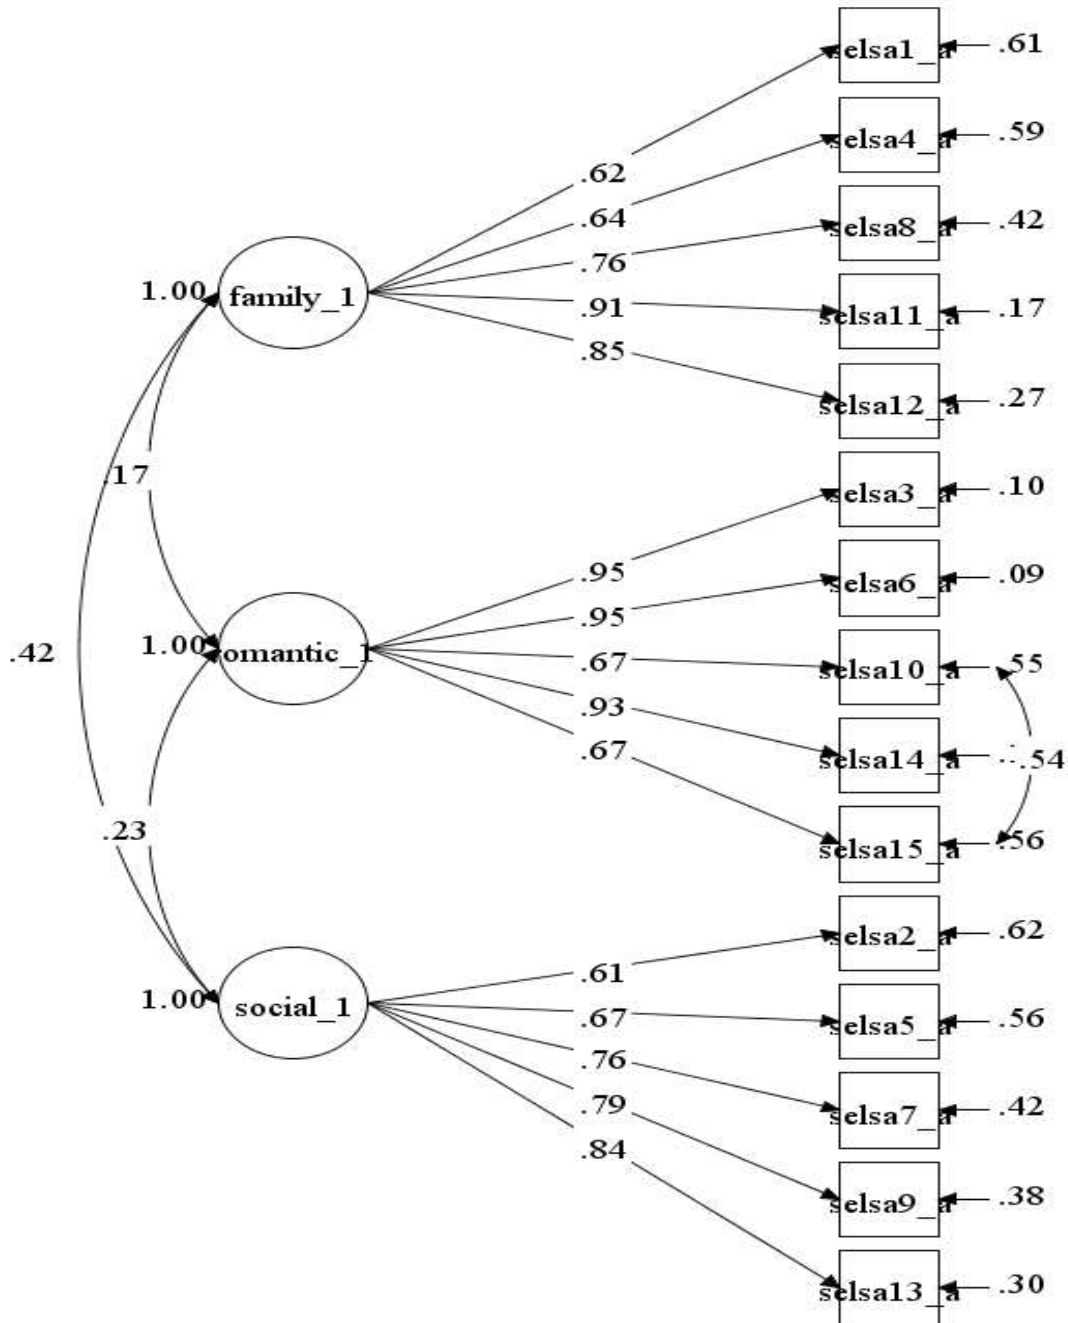 selsa1_a .61
selsa4_a .59
.62
.64
selsa8_a .42
.76
1.00 family_1
.91
selsa11_a .17
.85
selsa12_a .27
.17
selsa3_a .10
.95
selsa6_a .09
.95
.42
1.00 omantic_1
.67
selsa10_a .55
.93
.67
selsa14_a .54
.23
selsa15_a .56
selsa2_a .62
.61
1.00 social_1
.67
selsa5_a .56
.76
.79
selsa7_a .42
.84
selsa9_a .38
selsa13_a .30